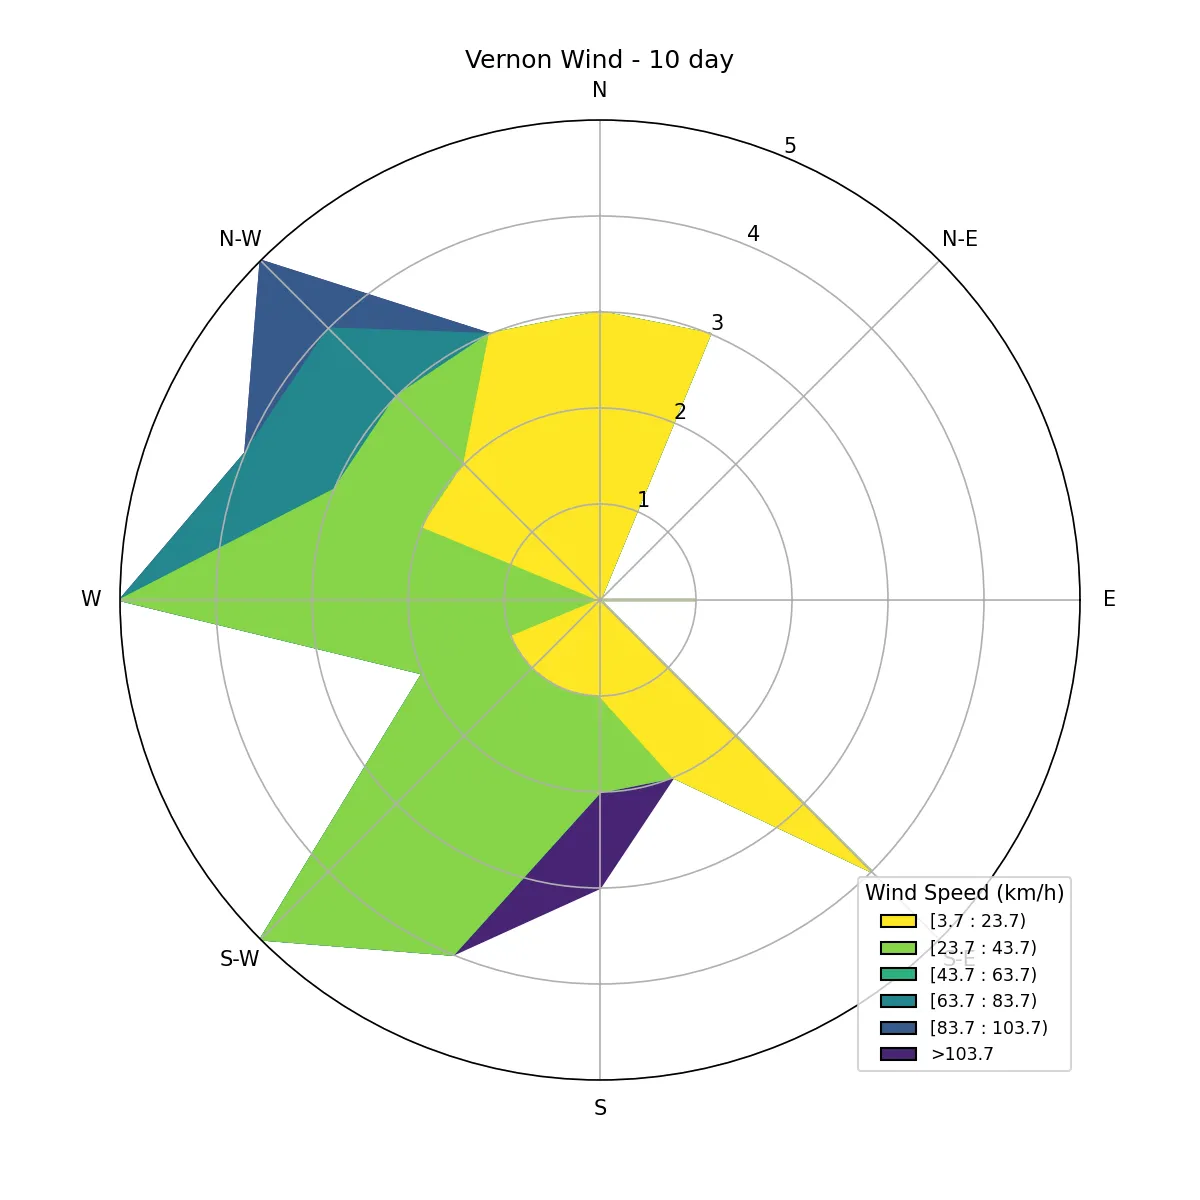 Vernon Wind - 10 day
N
5
4
N-W
N-E
3
2
1
W
E
Wind Speed (km/h)
[3.7 : 23.7)
[23.7 : 43.7)
S-W
S-E
[43.7 : 63.7)
[63.7 : 83.7)
[83.7 : 103.7)
>103.7
S